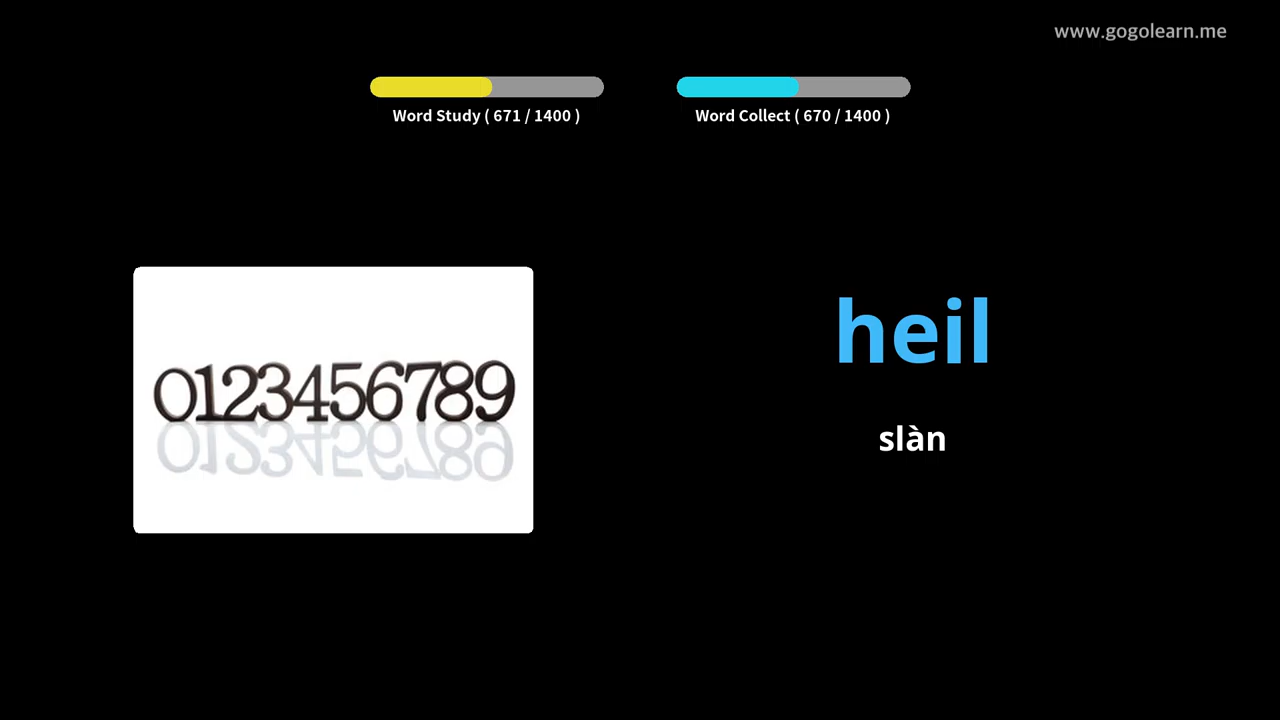 www.gogolearn.me
Word Study ( 671 / 1400 )
Word Collect ( 670 / 1400 )
0123456789
heil
slàn